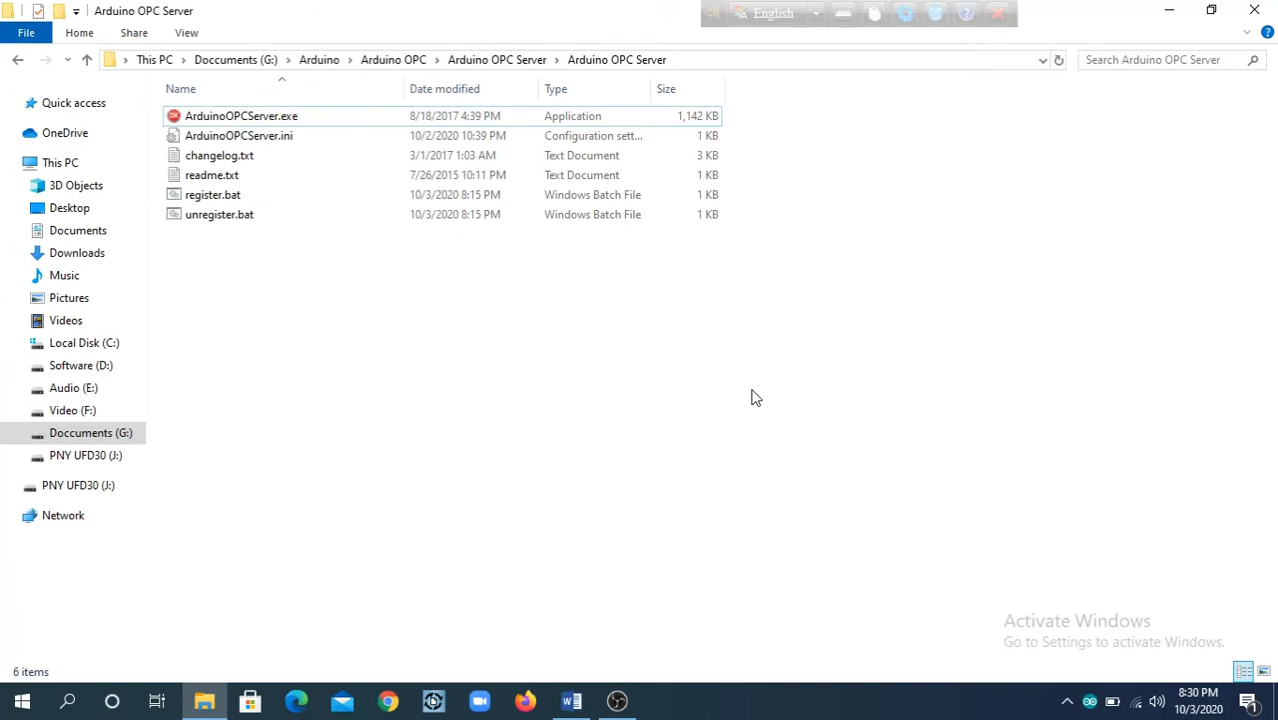 Arduino OPC Server
English
File Home Share View
This PC Doccuments (G:) Arduino Arduino OPC Arduino OPC Server Arduino OPC Server
Search Arduino OPC Server
Name Date modified Type Size
ArduinoOPCServer.exe 8/18/2017 4:39 PM Application 1,142 KB
ArduinoOPCServer.ini 10/2/2020 10:39 PM Configuration sett... 1 KB
changelog.txt 3/1/2017 1:03 AM Text Document 3 KB
readme.txt 7/26/2015 10:11 PM Text Document 1 KB
register.bat 10/3/2020 8:15 PM Windows Batch File 1 KB
unregister.bat 10/3/2020 8:15 PM Windows Batch File 1 KB
Quick access
OneDrive
This PC
3D Objects
Desktop
Documents
Downloads
Music
Pictures
Videos
Local Disk (C:)
Software (D:)
Audio (E:)
Video (F:)
Doccuments (G:)
PNY UFD30 (J:)
PNY UFD30 (J:)
Network
Activate Windows
Go to Settings to activate Windows.
6 items
8:30 PM
10/3/2020
1